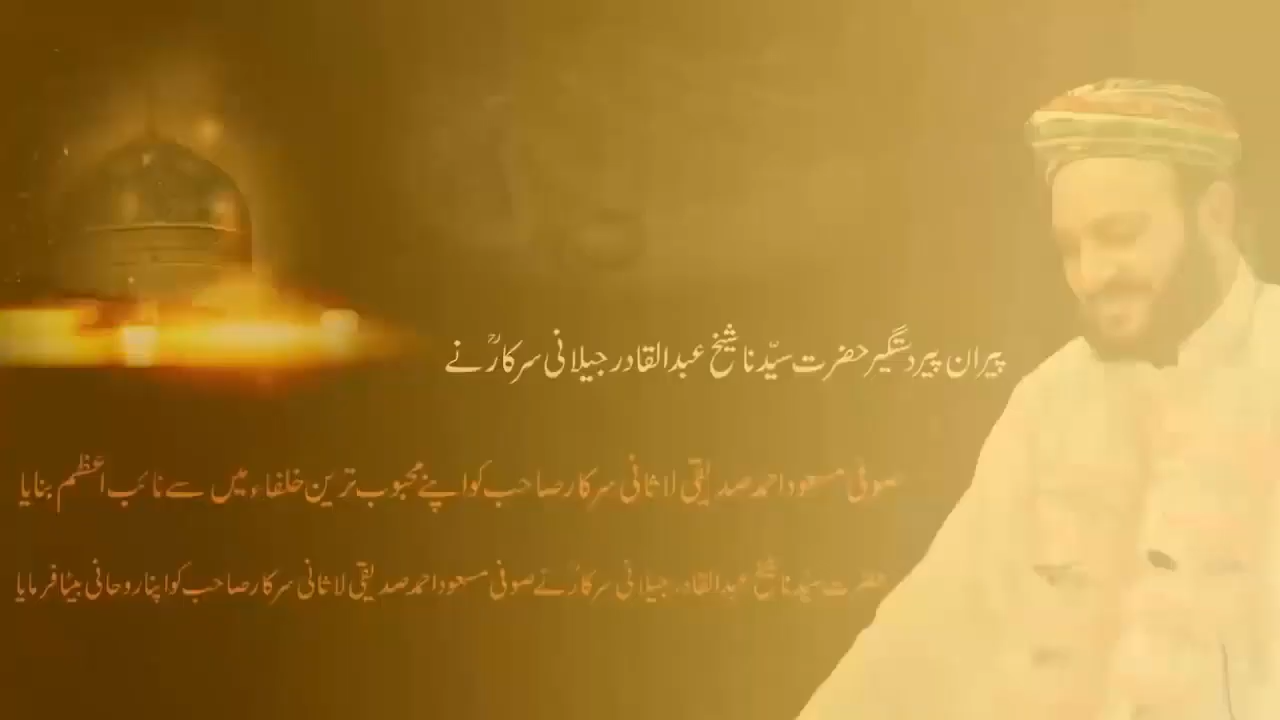 پیران پیر دستگیر حضرت سیّدنا شیخ عبدالقادر جیلانی سرکارؒ نے
صوفی مسعود احمد صدیقی لاثانی سرکار صاحب کو اپنے محبوب ترین خلفاء میں سے نائب اعظم بنایا
حضرت سیّدنا شیخ عبدالقادر جیلانی سرکارؒ نے صوفی مسعود احمد صدیقی لاثانی سرکار صاحب کو اپنا روحانی بیٹا فرمایا